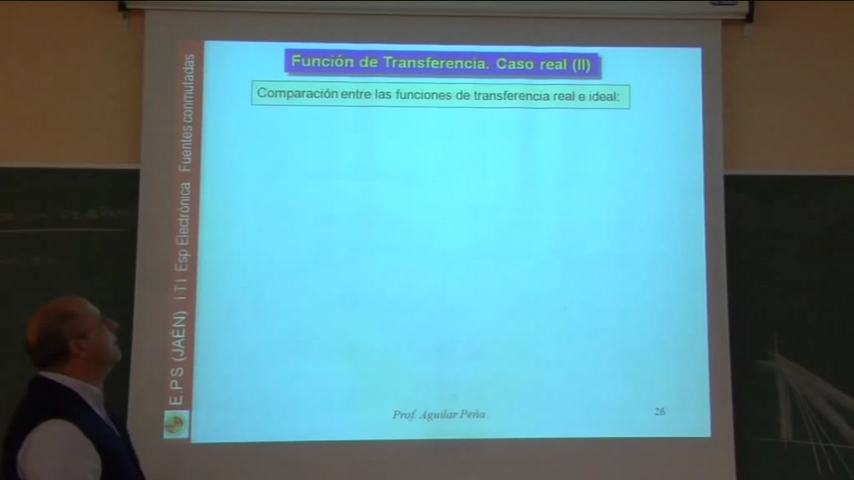 Función de Transferencia. Caso real (II)
Comparación entre las funciones de transferencia real e ideal:
E.P.S (JAÉN) I T I Esp Electrónica Fuentes conmutadas
Prof. Aguilar Peña
26